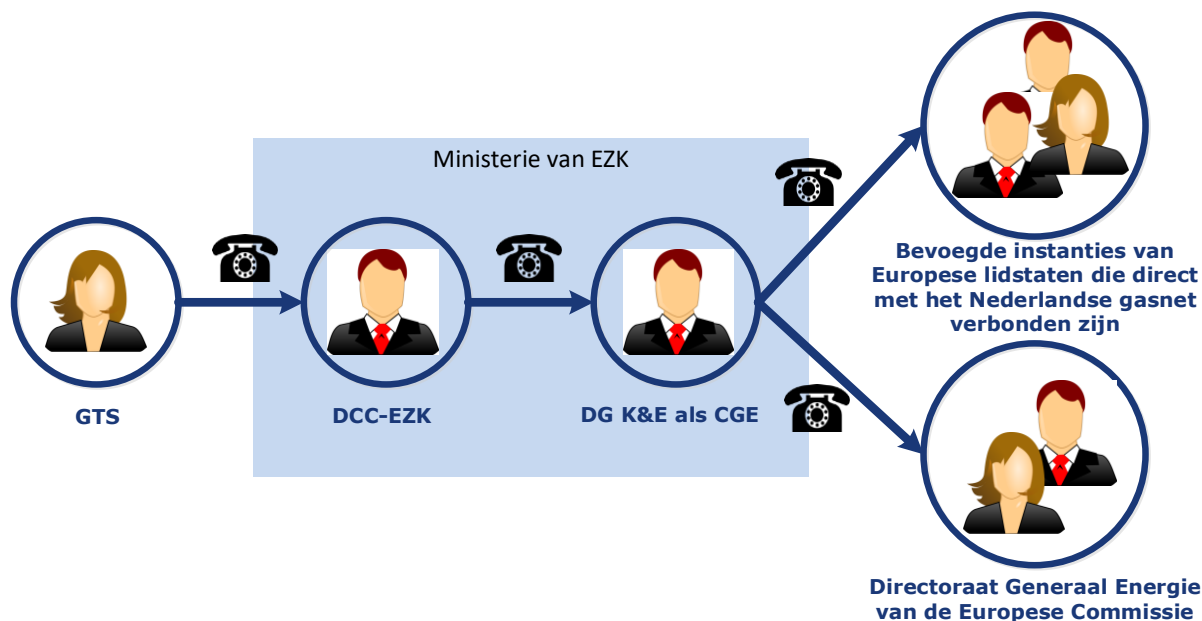 Ministerie van EZK
GTS
DCC-EZK
DG K&E als CGE
Bevoegde instanties van
Europese lidstaten die direct
met het Nederlandse gasnet
verbonden zijn
Directoraat Generaal Energie
van de Europese Commissie